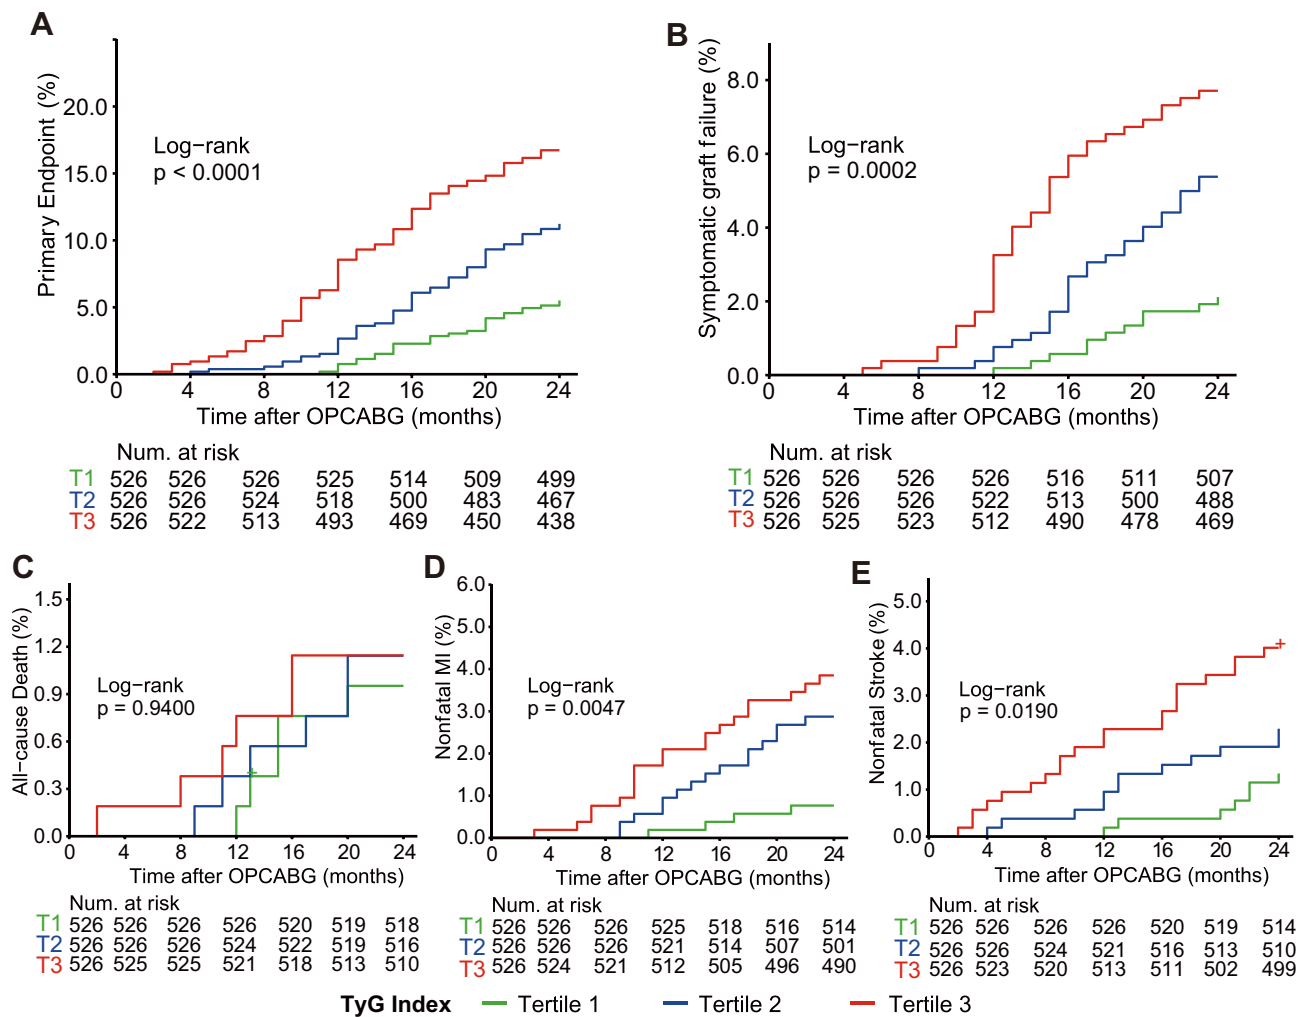 A
Primary Endpoint (%)
20.0
15.0
10.0
5.0
0.0
Log−rank
p < 0.0001
0 4 8 12 16 20 24
Time after OPCABG (months)
Num. at risk
T1 526 526 526 525 514 509 499
T2 526 526 524 518 500 483 467
T3 526 522 513 493 469 450 438
B
Symptomatic graft failure (%)
8.0
6.0
4.0
2.0
0.0
Log−rank
p = 0.0002
0 4 8 12 16 20 24
Time after OPCABG (months)
Num. at risk
T1 526 526 526 526 516 511 507
T2 526 526 526 522 513 500 488
T3 526 525 523 512 490 478 469
C
All−cause Death (%)
1.5
1.2
0.9
0.6
0.3
0.0
Log−rank
p = 0.9400
0 4 8 12 16 20 24
Time after OPCABG (months)
Num. at risk
T1 526 526 526 526 520 519 518
T2 526 526 526 524 522 519 516
T3 526 525 525 521 518 513 510
D
Nonfatal MI (%)
6.0
5.0
4.0
3.0
2.0
1.0
0.0
Log−rank
p = 0.0047
0 4 8 12 16 20 24
Time after OPCABG (months)
Num. at risk
T1 526 526 526 525 518 516 514
T2 526 526 526 521 514 507 501
T3 526 524 521 512 505 496 490
E
Nonfatal Stroke (%)
5.0
4.0
3.0
2.0
1.0
0.0
Log−rank
p = 0.0190
0 4 8 12 16 20 24
Time after OPCABG (months)
Num. at risk
T1 526 526 526 526 520 519 514
T2 526 526 524 521 516 513 510
T3 526 523 520 513 511 502 499
TyG Index Tertile 1 Tertile 2 Tertile 3